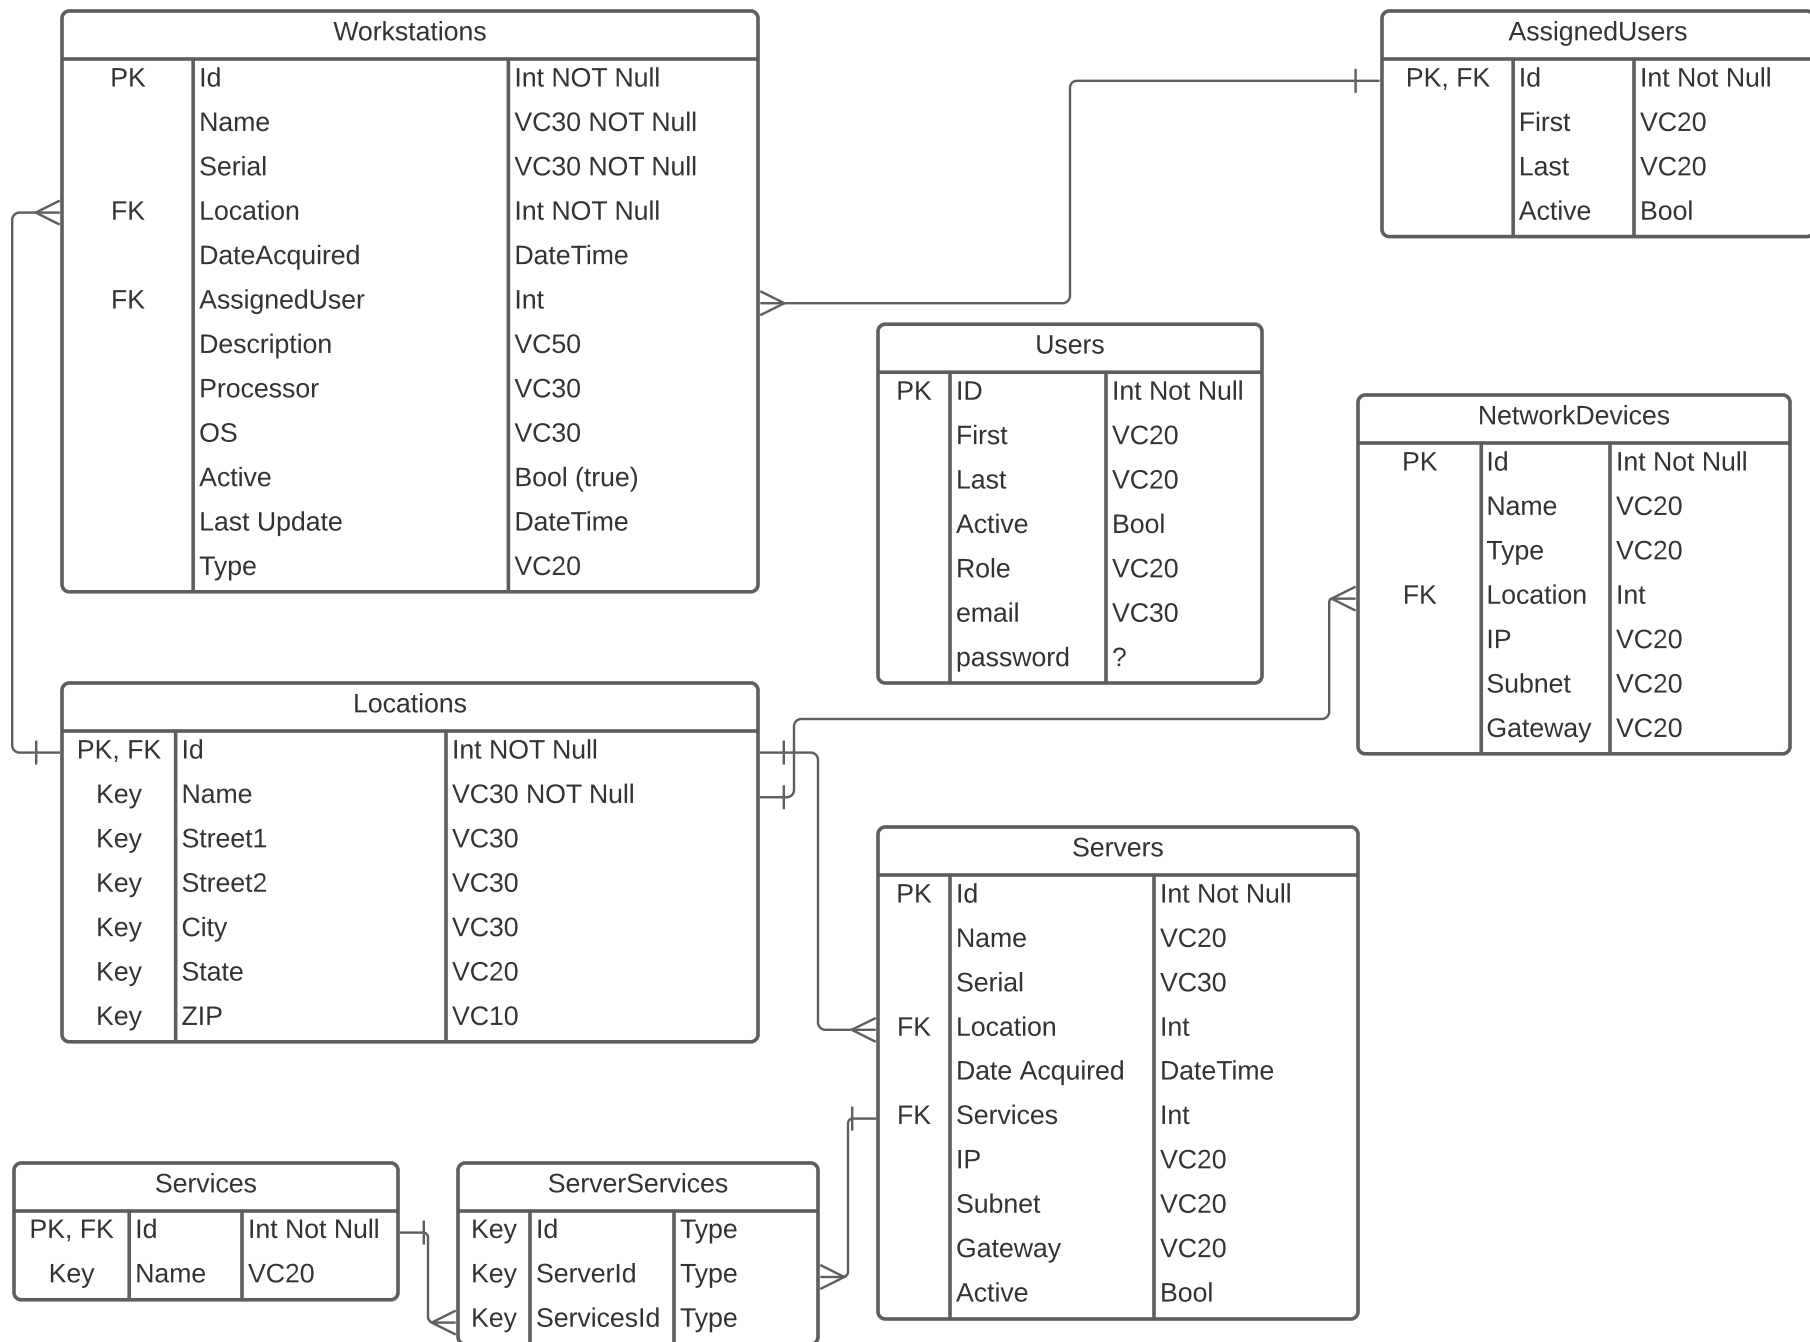 Workstations
PK Id Int NOT Null
Name VC30 NOT Null
Serial VC30 NOT Null
FK Location Int NOT Null
DateAcquired DateTime
FK AssignedUser Int
Description VC50
Processor VC30
OS VC30
Active Bool (true)
Last Update DateTime
Type VC20
AssignedUsers
PK, FK Id Int Not Null
First VC20
Last VC20
Active Bool
Users
PK ID Int Not Null
First VC20
Last VC20
Active Bool
Role VC20
email VC30
password ?
NetworkDevices
PK Id Int Not Null
Name VC20
Type VC20
FK Location Int
IP VC20
Subnet VC20
Gateway VC20
Locations
PK, FK Id Int NOT Null
Key Name VC30 NOT Null
Key Street1 VC30
Key Street2 VC30
Key City VC30
Key State VC20
Key ZIP VC10
Servers
PK Id Int Not Null
Name VC20
Serial VC30
FK Location Int
Date Acquired DateTime
FK Services Int
IP VC20
Subnet VC20
Gateway VC20
Active Bool
Services
PK, FK Id Int Not Null
Key Name VC20
ServerServices
Key Id Type
Key ServerId Type
Key ServicesId Type